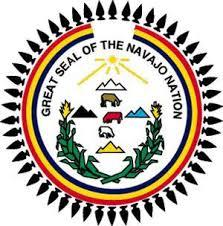 GREAT SEAL OF THE NAVAJO NATION